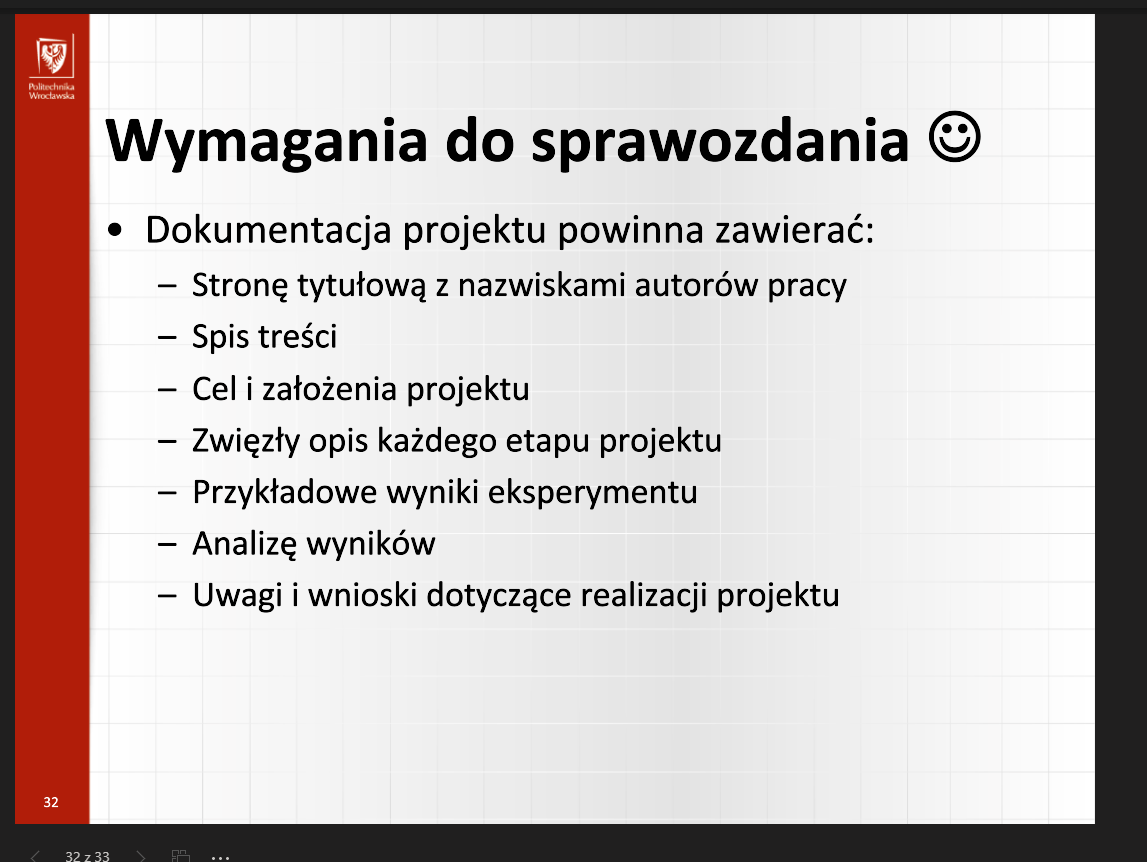 Politechnika
Wrocławska
Wymagania do sprawozdania ☺
• Dokumentacja projektu powinna zawierać:
– Stronę tytułową z nazwiskami autorów pracy
– Spis treści
– Cel i założenia projektu
– Zwięzły opis każdego etapu projektu
– Przykładowe wyniki eksperymentu
– Analizę wyników
– Uwagi i wnioski dotyczące realizacji projektu
32
32 z 33